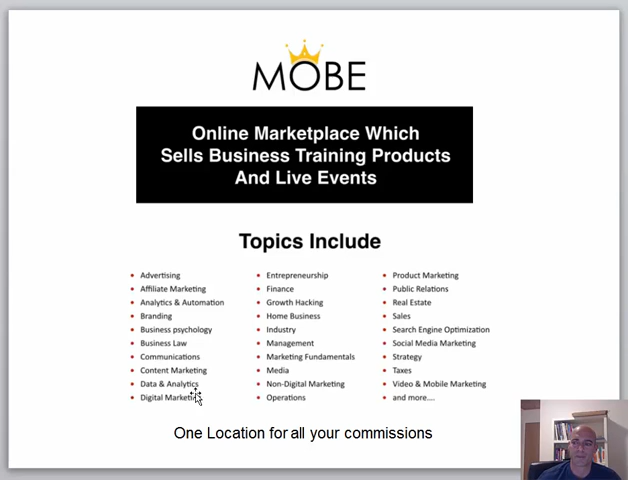 MOBE
Online Marketplace Which
Sells Business Training Products
And Live Events
Topics Include
Advertising
Affiliate Marketing
Analytics & Automation
Branding
Business psychology
Business Law
Communications
Content Marketing
Data & Analytics
Digital Marketing
Entrepreneurship
Finance
Growth Hacking
Home Business
Industry
Management
Marketing Fundamentals
Media
Non-Digital Marketing
Operations
Product Marketing
Public Relations
Real Estate
Sales
Search Engine Optimization
Social Media Marketing
Strategy
Taxes
Video & Mobile Marketing
and more....
One Location for all your commissions